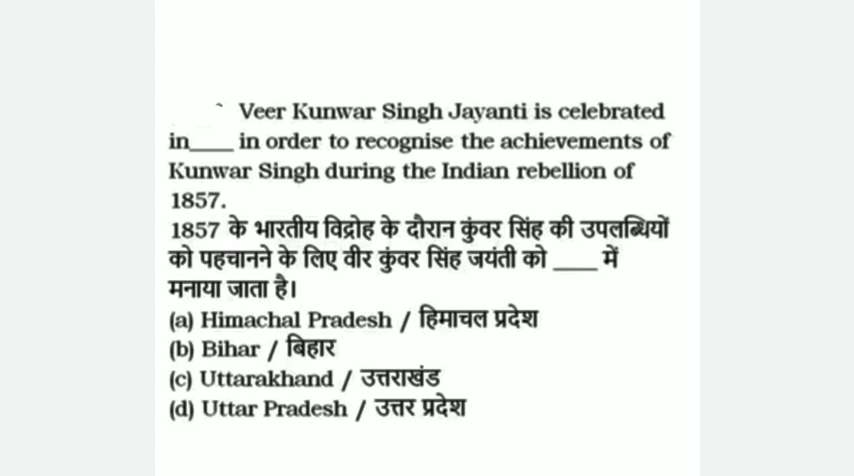 Veer Kunwar Singh Jayanti is celebrated
in____ in order to recognise the achievements of
Kunwar Singh during the Indian rebellion of
1857.
1857 के भारतीय विद्रोह के दौरान कुंवर सिंह की उपलब्धियों
को पहचानने के लिए वीर कुंवर सिंह जयंती को ____ में
मनाया जाता है।
(a) Himachal Pradesh / हिमाचल प्रदेश
(b) Bihar / बिहार
(c) Uttarakhand / उत्तराखंड
(d) Uttar Pradesh / उत्तर प्रदेश